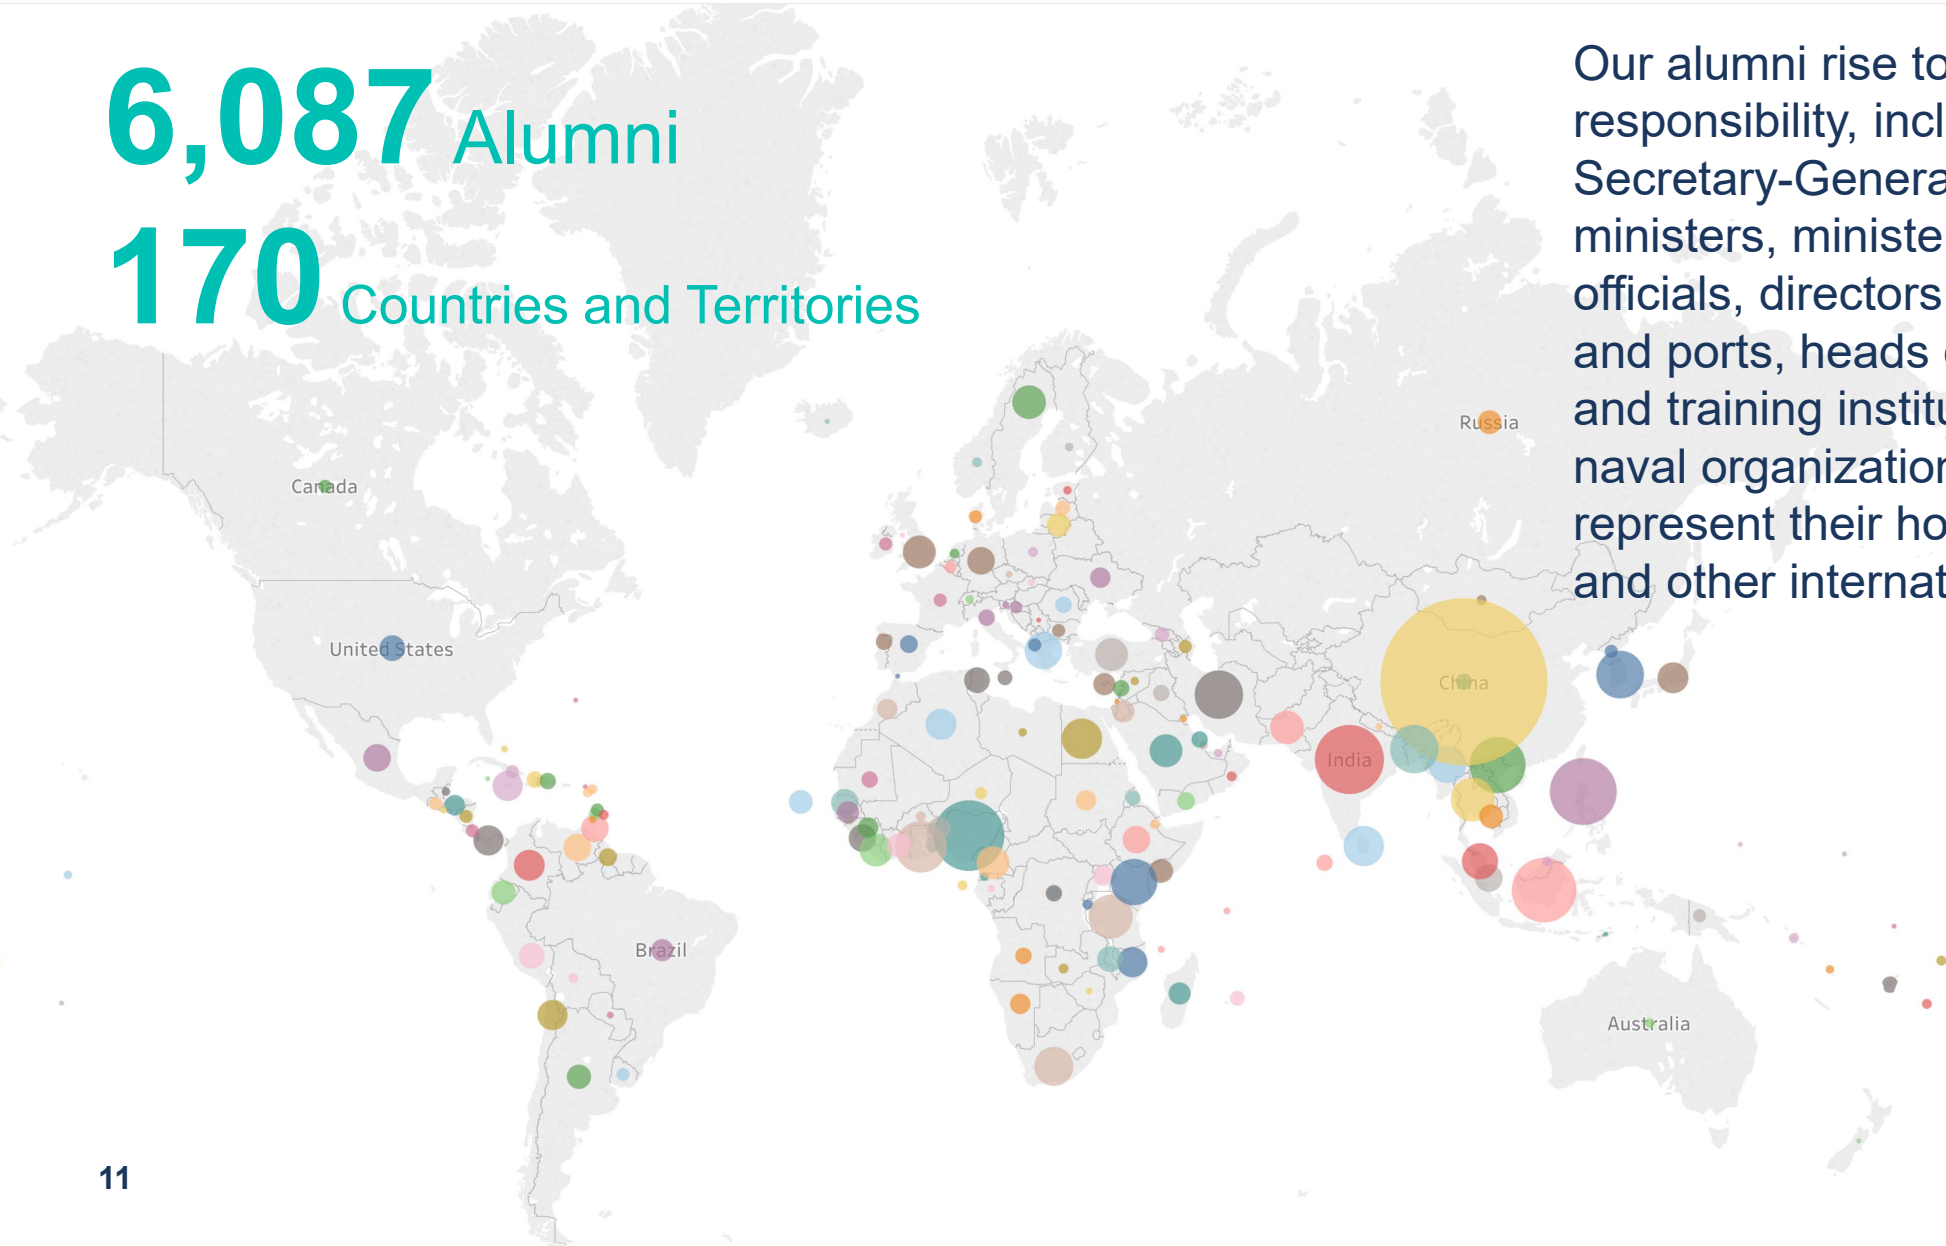 6,087 Alumni
170 Countries and Territories
Our alumni rise to
responsibility, incl
Secretary-Genera
ministers, ministe
officials, directors
and ports, heads
and training institu
naval organization
represent their ho
and other internat
Russia
Canada
United States
China
India
Brazil
Australia
11